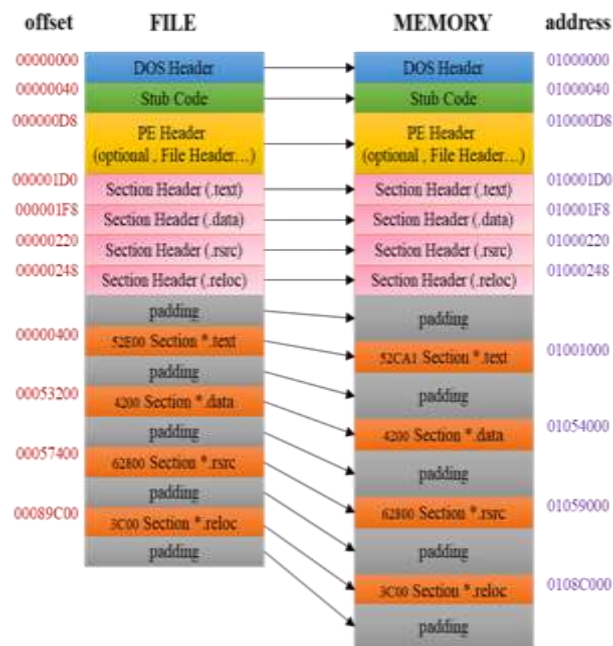 offset FILE MEMORY address
00000000 DOS Header DOS Header 01000000
00000040 Stub Code Stub Code 01000040
000000D8 PE Header PE Header 010000D8
(optional , File Header...) (optional , File Header...)
000001D0 Section Header (.text) Section Header (.text) 010001D0
000001F8 Section Header (.data) Section Header (.data) 010001F8
00000220 Section Header (.rsrc) Section Header (.rsrc) 01000220
00000248 Section Header (.reloc) Section Header (.reloc) 01000248
padding padding
00000400 52E00 Section *.text 52CA1 Section *.text 01001000
padding padding
00053200 4200 Section *.data 4200 Section *.data 01054000
padding padding
00057400 62800 Section *.rsrc 62800 Section *.rsrc 01059000
padding padding
00089C00 3C00 Section *.reloc 3C00 Section *.reloc 0108C000
padding padding